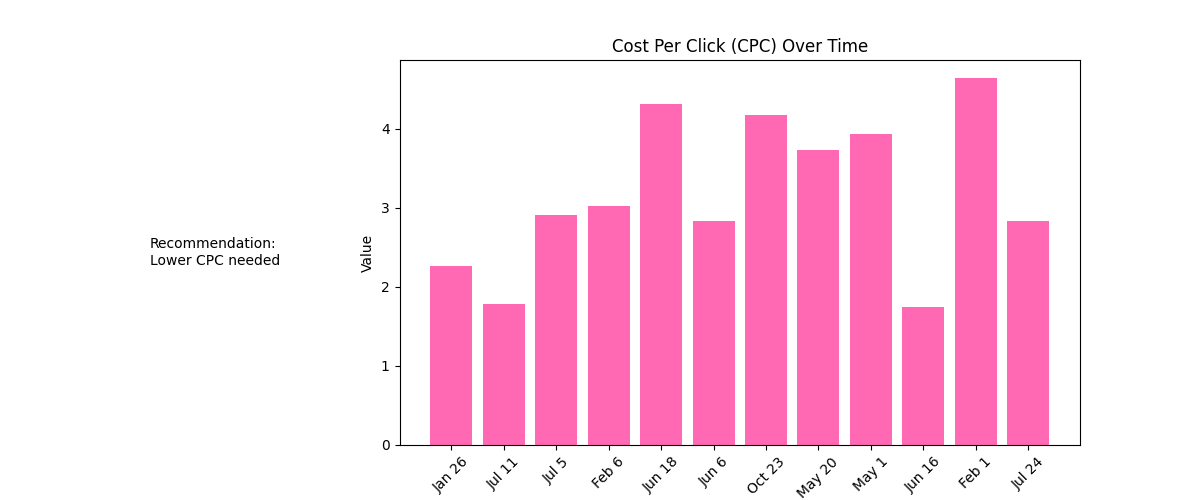 Cost Per Click (CPC) Over Time
Recommendation:
Lower CPC needed
Value
4
3
2
1
0
Jan 26
Jul 11
Jul 5
Feb 6
Jun 18
Jun 6
Oct 23
May 20
May 1
Jun 16
Feb 1
Jul 24